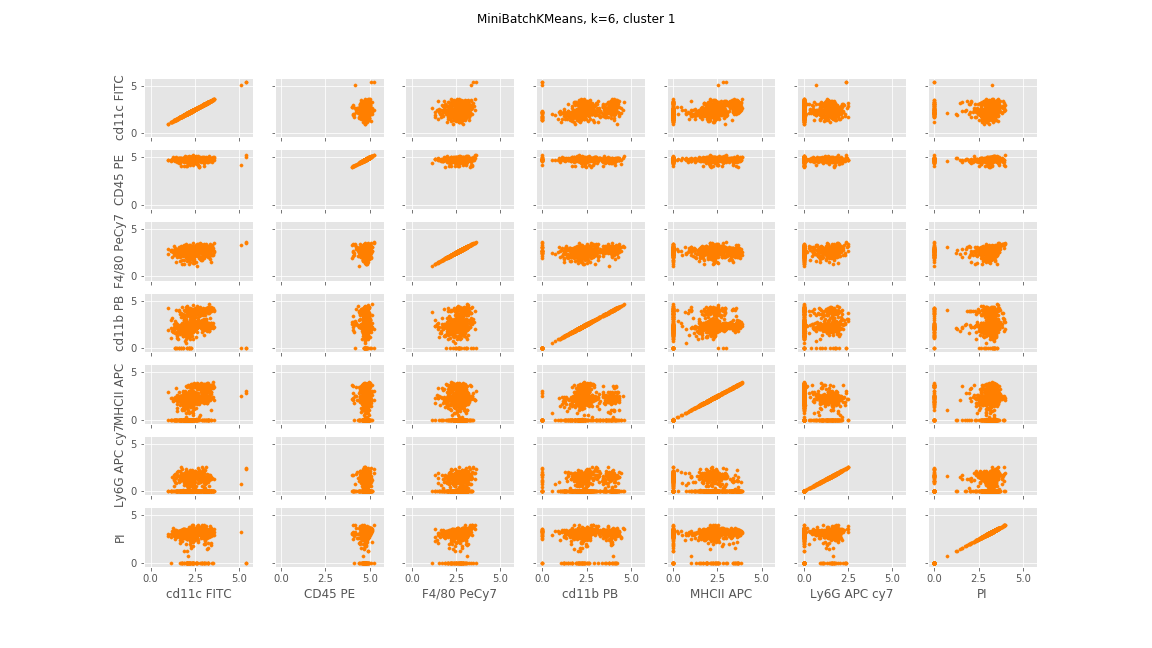 MiniBatchKMeans, k=6, cluster 1
cd11c FITC
5
0
CD45 PE
5
0
F4/80 PeCy7
5
0
cd11b PB
5
0
MHCII APC
5
0
Ly6G APC cy7
5
0
PI
5
0
0.0 2.5 5.0 0.0 2.5 5.0 0.0 2.5 5.0 0.0 2.5 5.0 0.0 2.5 5.0 0.0 2.5 5.0 0.0 2.5 5.0
cd11c FITC CD45 PE F4/80 PeCy7 cd11b PB MHCII APC Ly6G APC cy7 PI